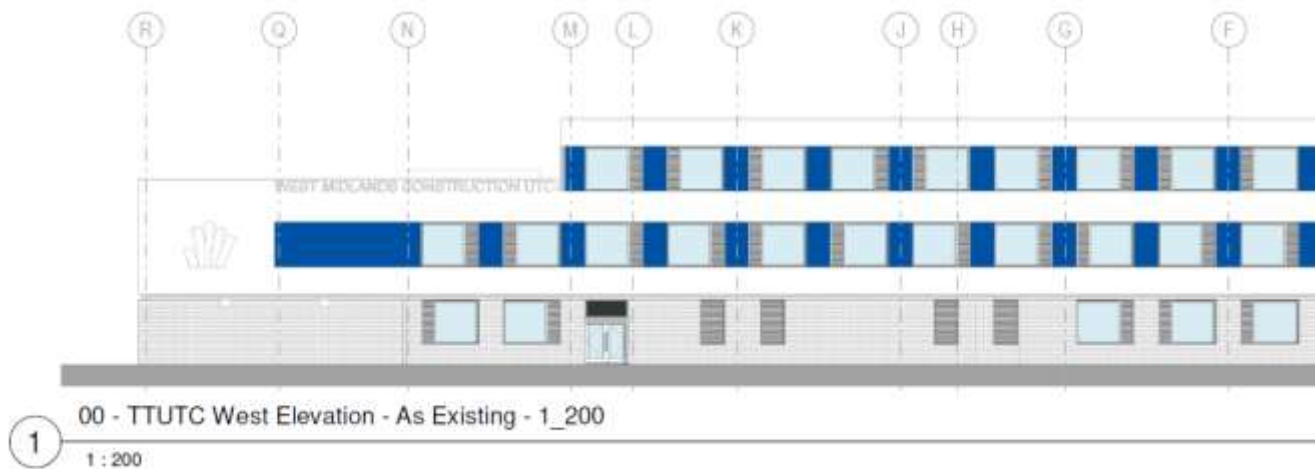 R Q N M L K J H G F
WEST MIDLANDS CONSTRUCTION UTC
00 - TTUTC West Elevation - As Existing - 1_200
1
1 : 200